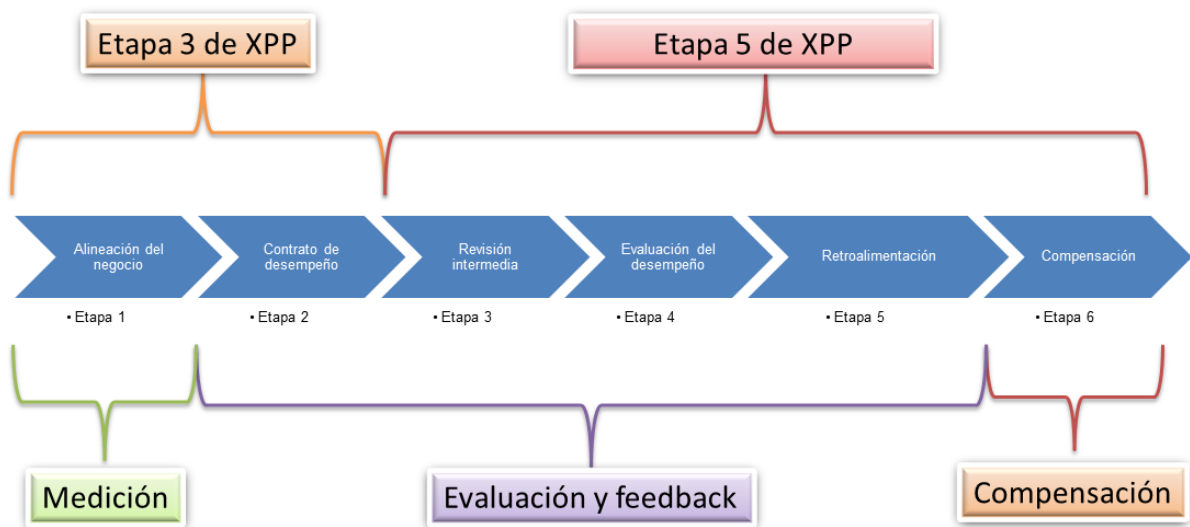 Etapa 3 de XPP
Etapa 5 de XPP
Alineación del
negocio
Contrato de
desempeño
Revisión
intermedia
Evaluación del
desempeño
Retroalimentación
Compensación
• Etapa 1
• Etapa 2
• Etapa 3
• Etapa 4
• Etapa 5
• Etapa 6
Medición
Evaluación y feedback
Compensación